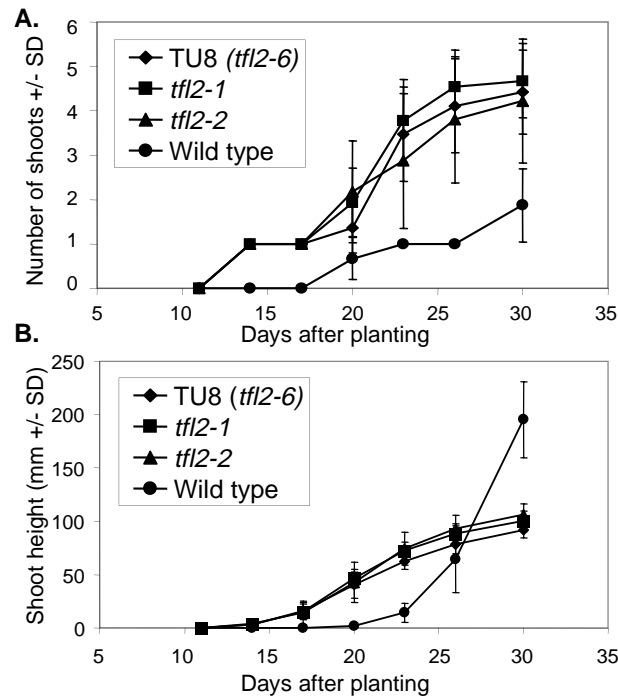 A.
Number of shoots +/- SD
6
5
4
3
2
1
0
TU8 (tfl2-6)
tfl2-1
tfl2-2
Wild type
5 10 15 20 25 30 35
Days after planting
B.
Shoot height (mm +/- SD)
250
200
150
100
50
0
TU8 (tfl2-6)
tfl2-1
tfl2-2
Wild type
5 10 15 20 25 30 35
Days after planting